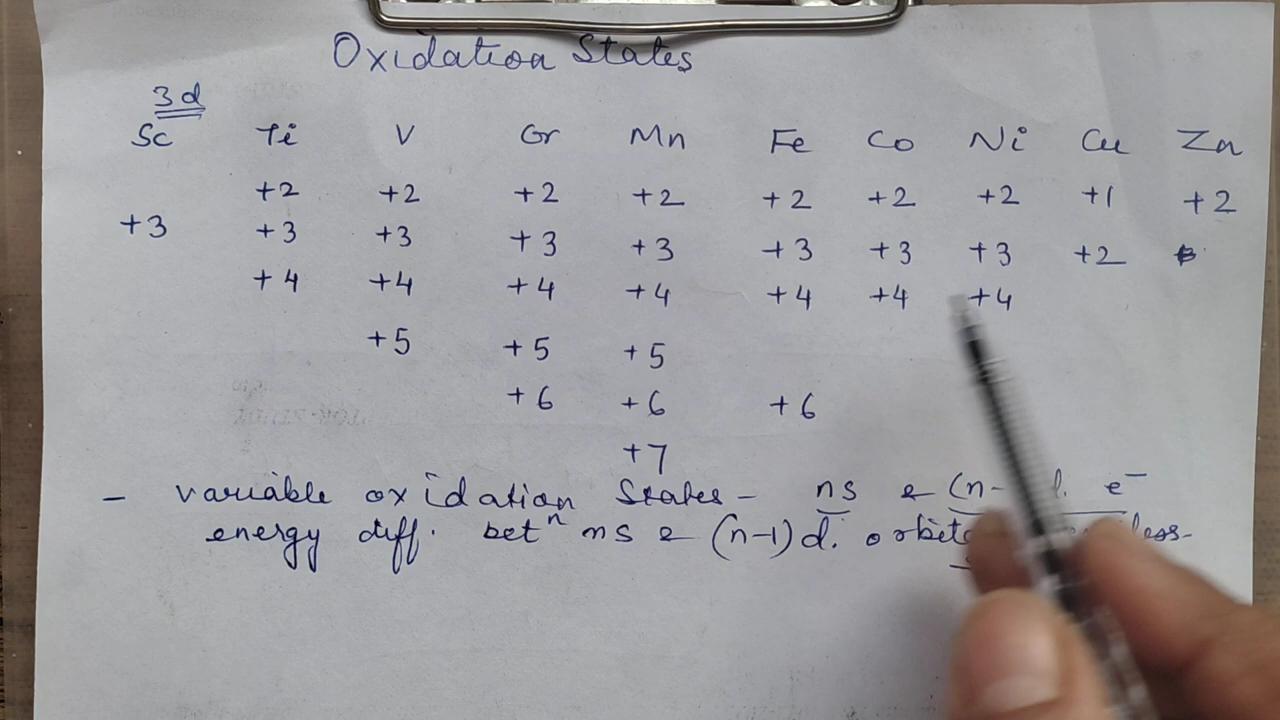 Oxidation States
3d
Sc Ti V Cr Mn Fe Co Ni Cu Zn
+2 +2 +2 +2 +2 +2 +2 +1 +2
+3 +3 +3 +3 +3 +3 +3 +3 +2
+4 +4 +4 +4 +4 +4 +4
+5 +5 +5
+6 +6 +6
+7
- variable oxidation States - ns & (n- d. e⁻
energy diff. betⁿ ns & (n-1)d. less-